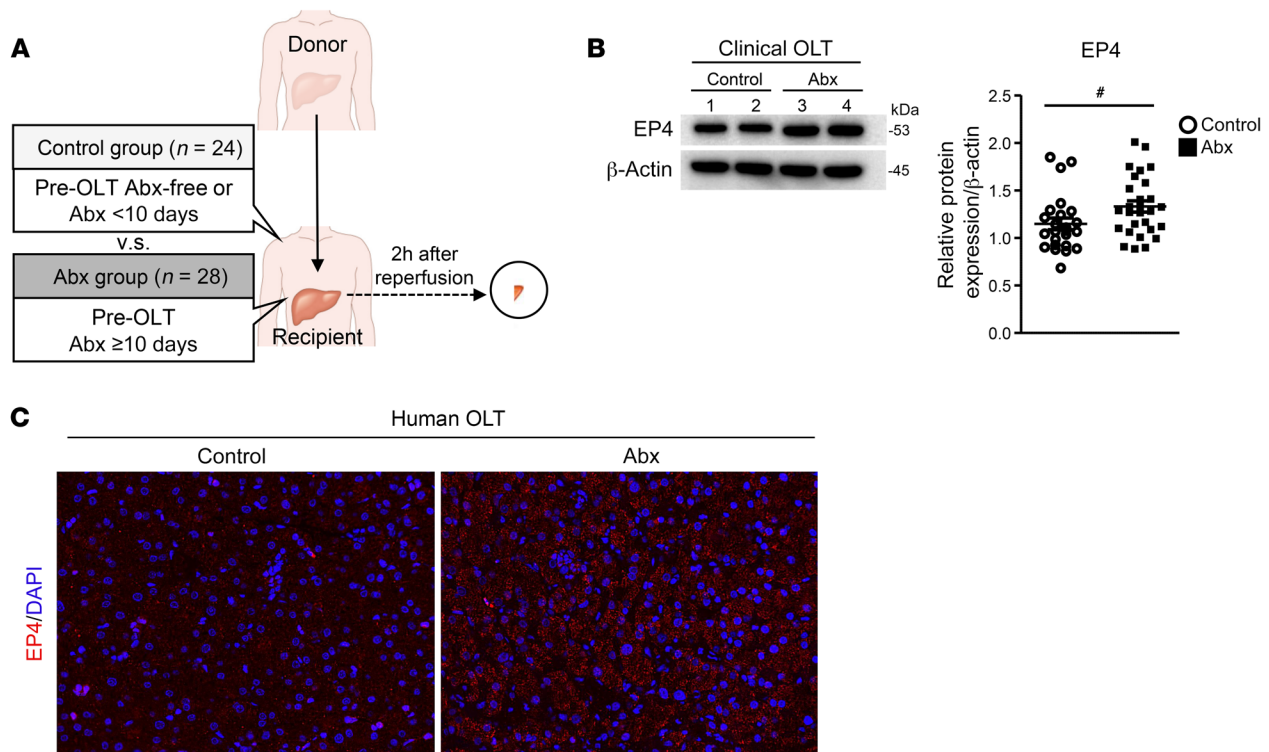 A
Donor
Control group (n = 24)
Pre-OLT Abx-free or
Abx <10 days
v.s.
Abx group (n = 28)
Pre-OLT
Abx ≥10 days
2h after
reperfusion
Recipient
B
Clinical OLT
Control Abx
1 2 3 4 kDa
EP4 -53
β-Actin -45
EP4
#
2.5
2.0
1.5
1.0
0.5
0.0
Relative protein
expression/β-actin
Control
Abx
C
Human OLT
Control Abx
EP4/DAPI